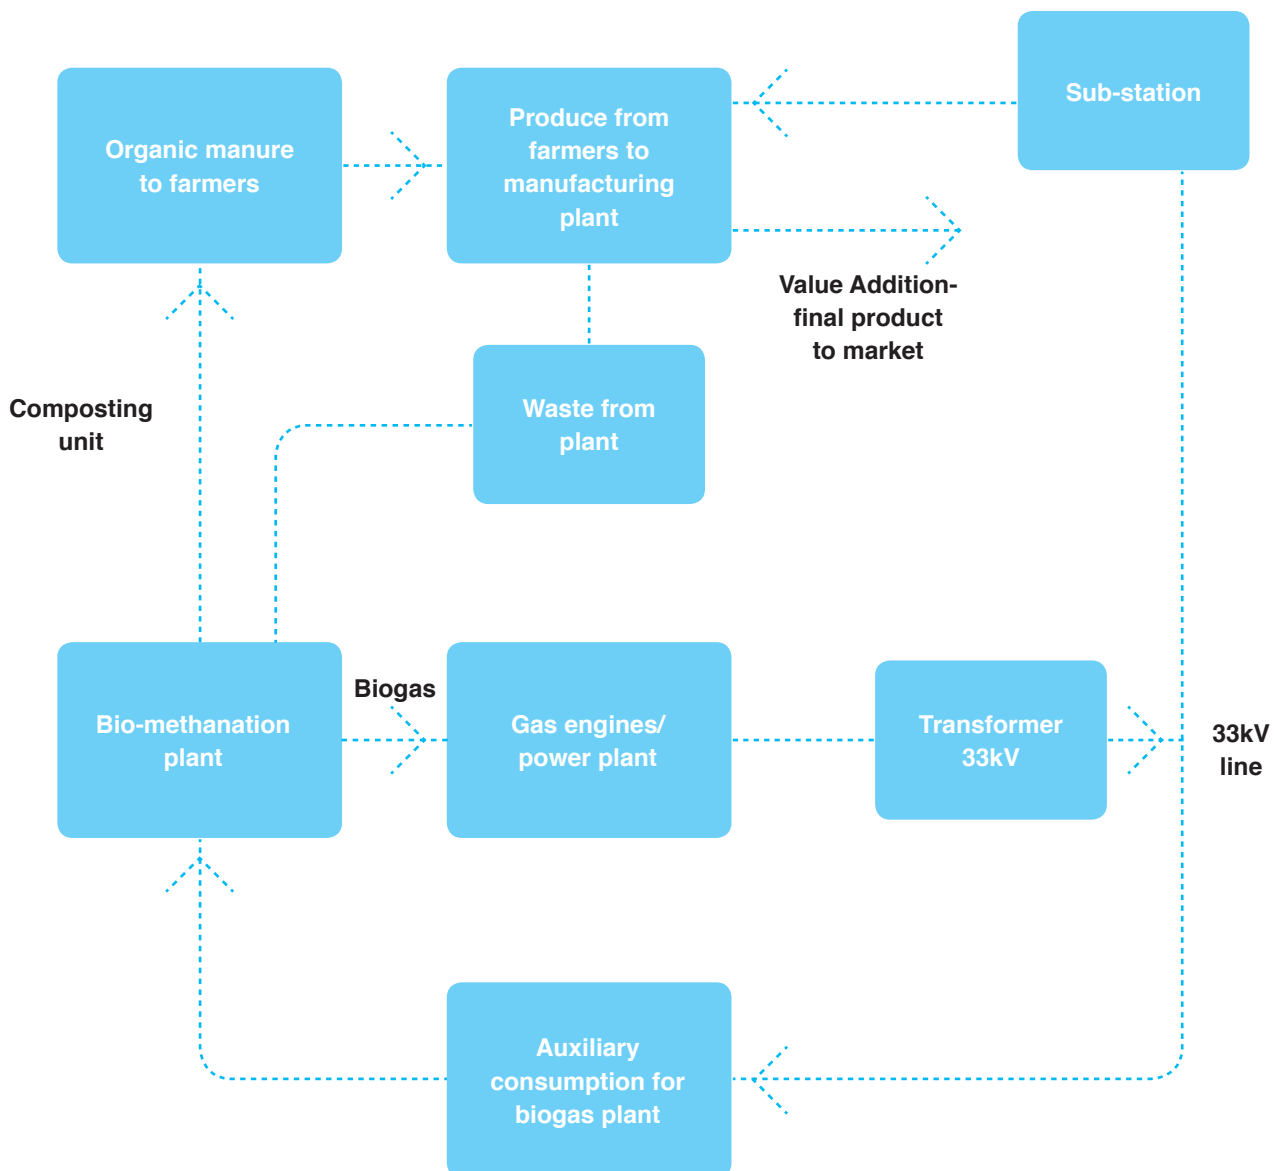 Sub-station
Organic manure
to farmers
Produce from
farmers to
manufacturing
plant
Value Addition-
final product
to market
Composting
unit
Waste from
plant
Bio-methanation
plant
Biogas
Gas engines/
power plant
Transformer
33kV
33kV
line
Auxiliary
consumption for
biogas plant